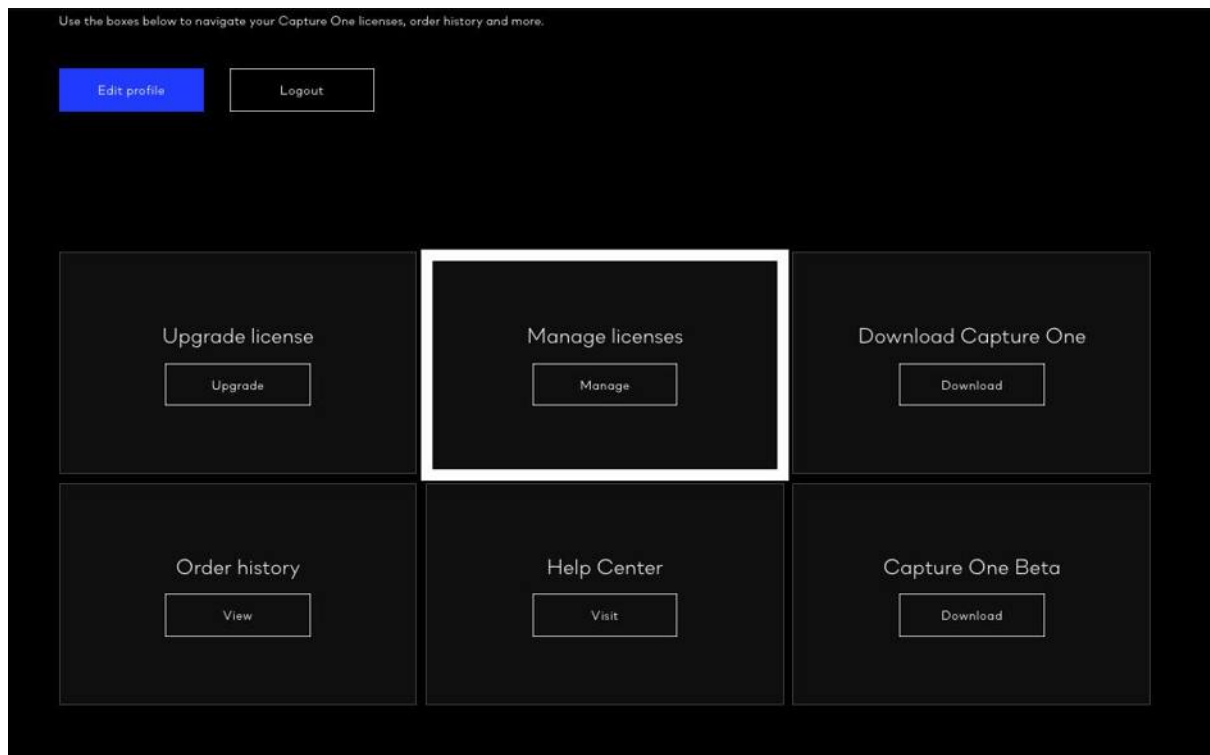 Use the boxes below to navigate your Capture One licenses, order history and more.
Edit profile
Logout
Upgrade license
Upgrade
Manage licenses
Manage
Download Capture One
Download
Order history
View
Help Center
Visit
Capture One Beta
Download